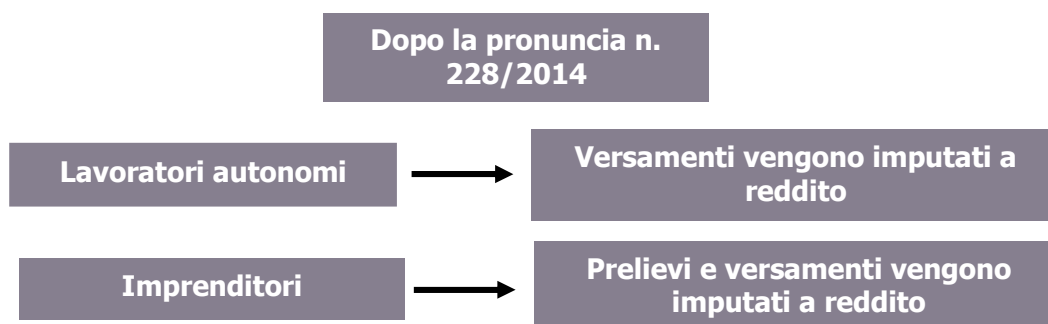 Dopo la pronuncia n.
228/2014
Lavoratori autonomi
Versamenti vengono imputati a
reddito
Imprenditori
Prelievi e versamenti vengono
imputati a reddito